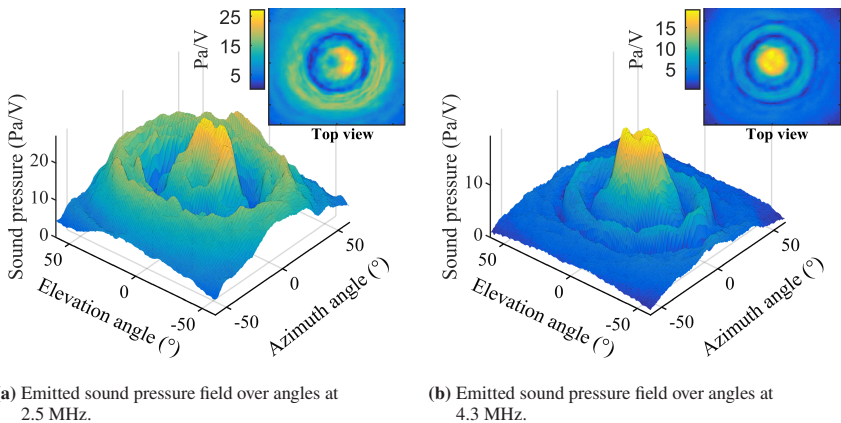 25
15
5
Pa/V
Top view
Sound pressure (Pa/V)
20
10
0
50
0
-50
Elevation angle (°)
-50
0
50
Azimuth angle (°)
a) Emitted sound pressure field over angles at
2.5 MHz.
15
10
5
Pa/V
Top view
Sound pressure (Pa/V)
10
0
50
0
-50
Elevation angle (°)
-50
0
50
Azimuth angle (°)
(b) Emitted sound pressure field over angles at
4.3 MHz.